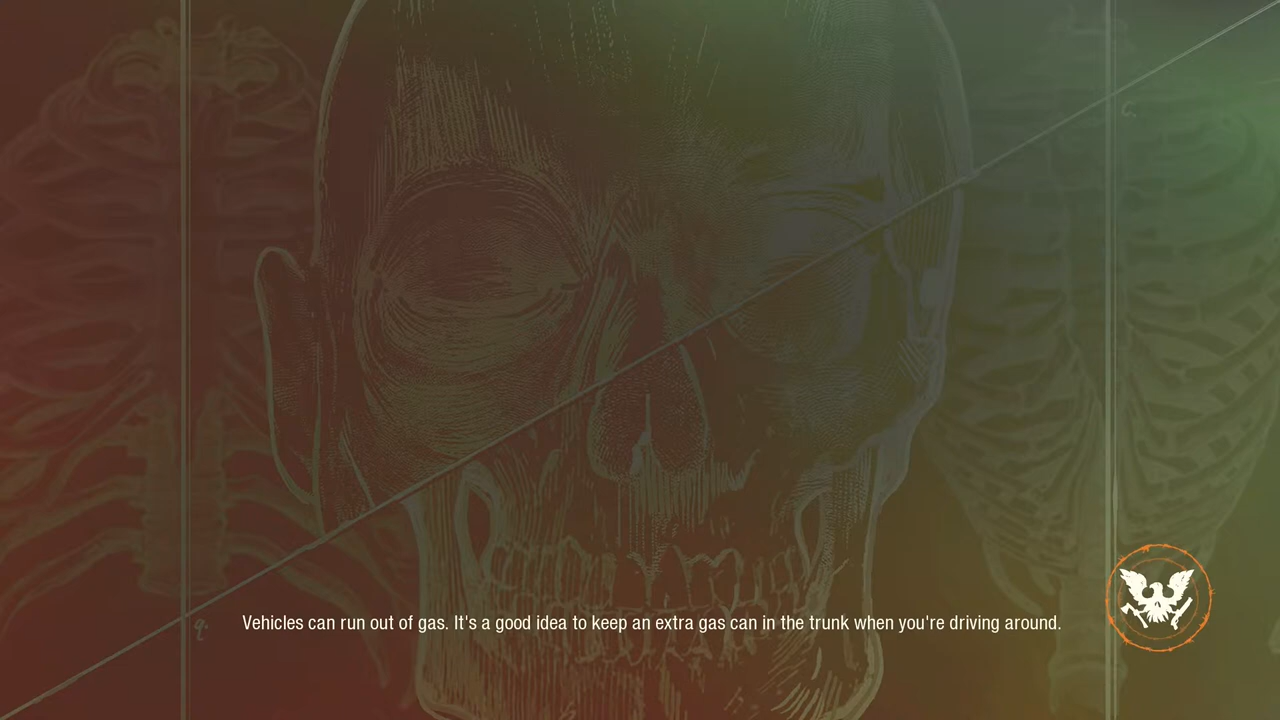 Vehicles can run out of gas. It's a good idea to keep an extra gas can in the trunk when you're driving around.